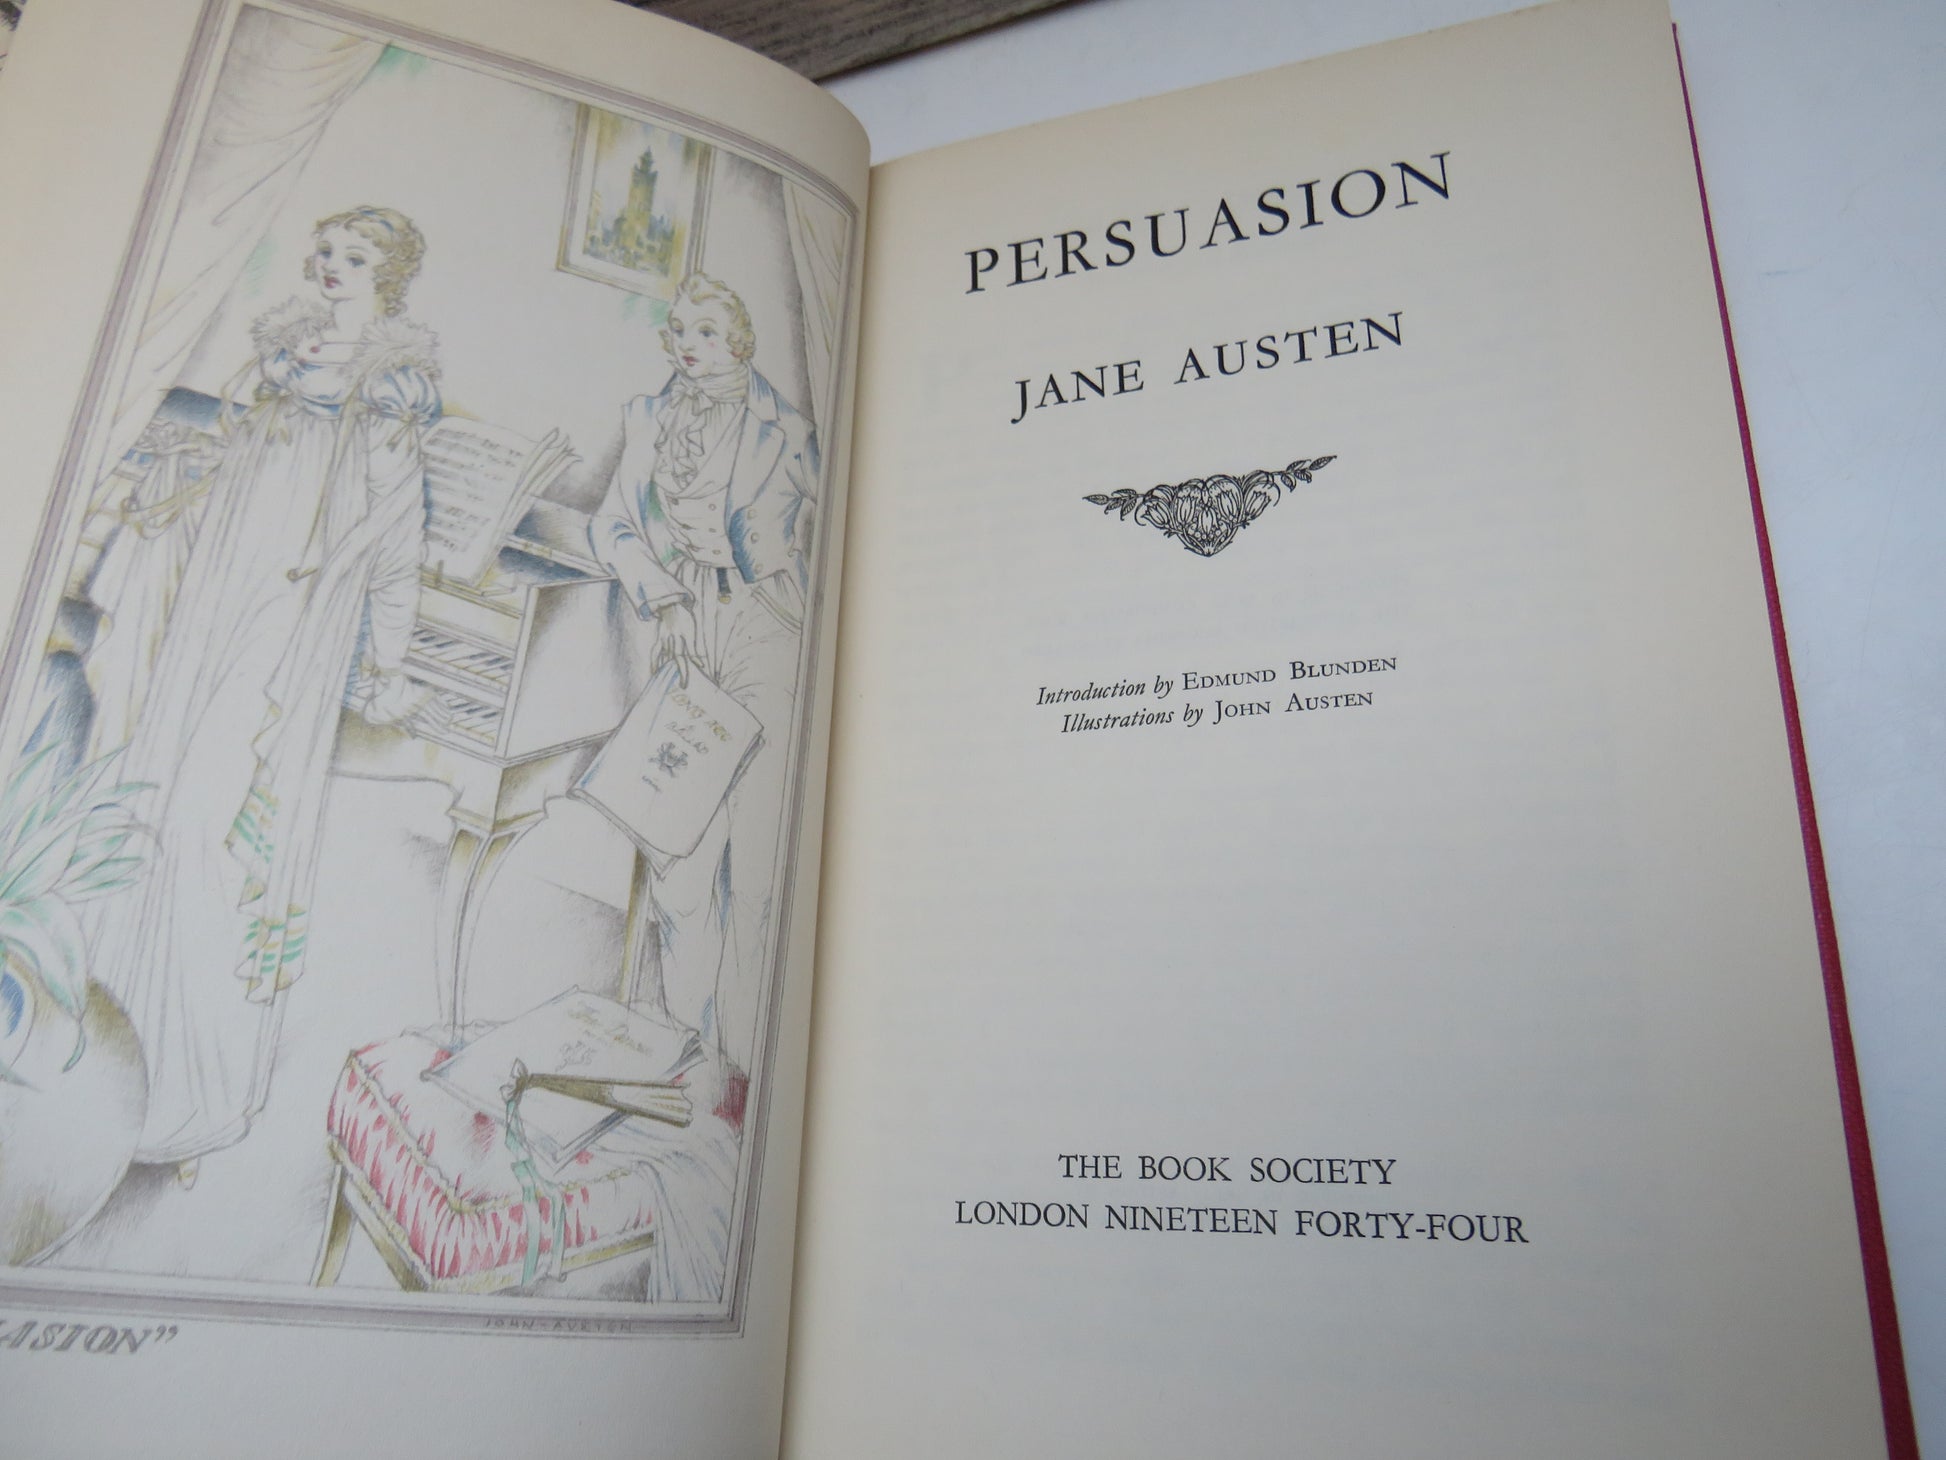 ASION”
JOHN-AUSTEN
PERSUASION
JANE AUSTEN
Introduction by EDMUND BLUNDEN
Illustrations by JOHN AUSTEN
THE BOOK SOCIETY
LONDON NINETEEN FORTY-FOUR